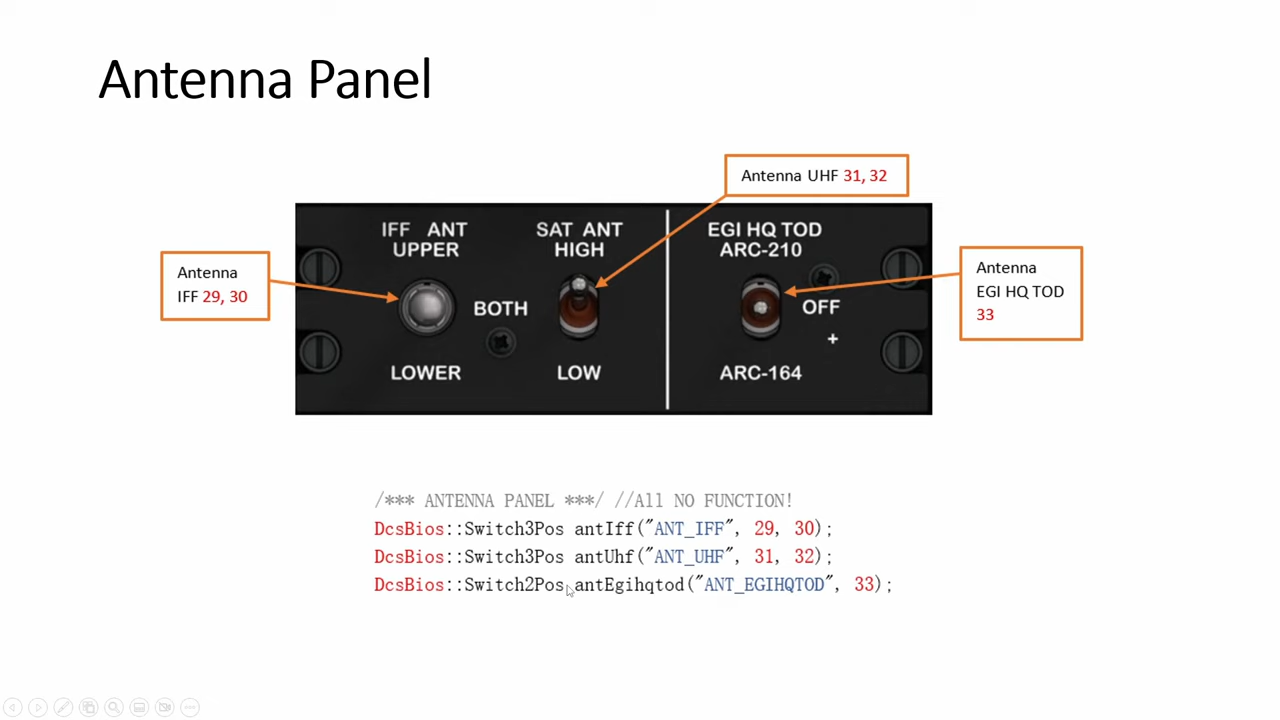 Antenna Panel
Antenna UHF 31, 32
Antenna
IFF 29, 30
IFF ANT
UPPER
BOTH
LOWER
SAT ANT
HIGH
LOW
EGI HQ TOD
ARC-210
OFF
+
ARC-164
Antenna
EGI HQ TOD
33
/*** ANTENNA PANEL ***/ //All NO FUNCTION!
DcsBios::Switch3Pos antIff("ANT_IFF", 29, 30);
DcsBios::Switch3Pos antUhf("ANT_UHF", 31, 32);
DcsBios::Switch2Pos antEgihqtod("ANT_EGIHQTOD", 33);